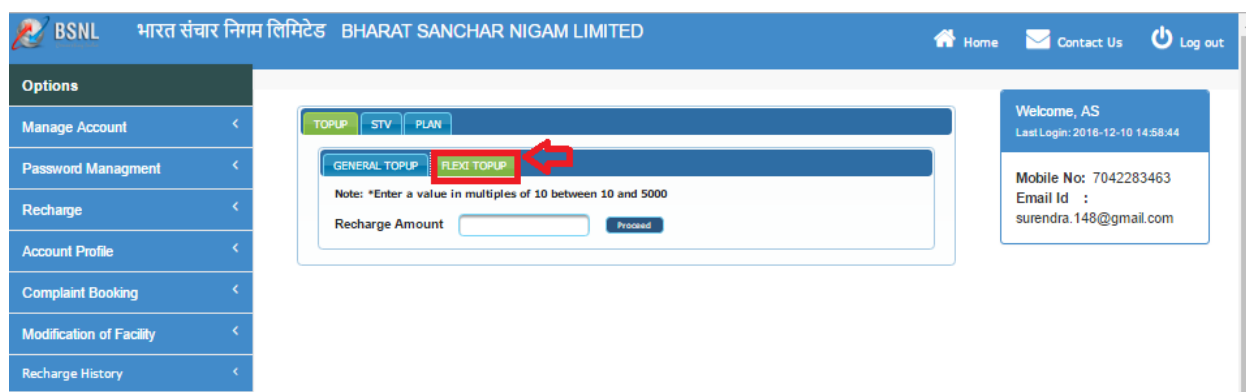 BSNL भारत संचार निगम लिमिटेड BHARAT SANCHAR NIGAM LIMITED
Home Contact Us Log out
Options
Manage Account
Password Managment
Recharge
Account Profile
Complaint Booking
Modification of Facility
Recharge History
TOPUP STV PLAN
GENERAL TOPUP FLEXI TOPUP
Note: *Enter a value in multiples of 10 between 10 and 5000
Recharge Amount Proceed
Welcome, AS
Last Login: 2016-12-10 14:58:44
Mobile No: 7042283463
Email Id :
surendra.148@gmail.com